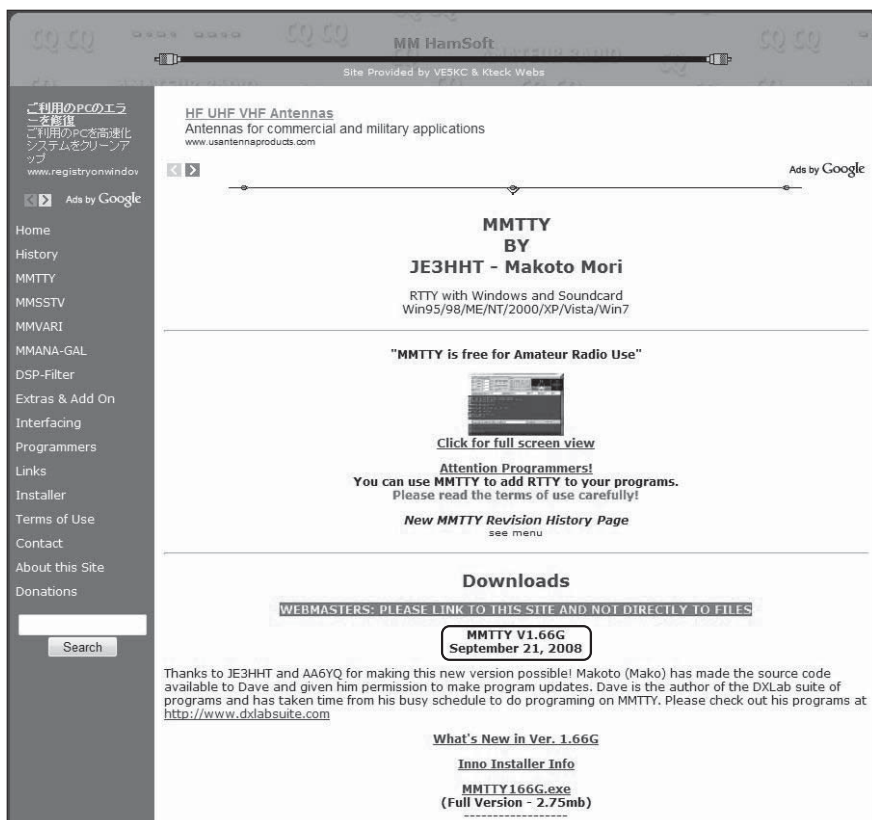 MM HamSoft
Site Provided by VE5KC & Kteck Webs
ご利用のPCのエラ
ーを修復
ご利用のPCを高速化
システムをクリーンア
ップ
www.registryonwindov
Ads by Google
Home
History
MMTTY
MMSSTV
MMVARI
MMANA-GAL
DSP-Filter
Extras & Add On
Interfacing
Programmers
Links
Installer
Terms of Use
Contact
About this Site
Donations
Search
HF UHF VHF Antennas
Antennas for commercial and military applications
www.usantennaproducts.com
Ads by Google
MMTTY
BY
JE3HHT - Makoto Mori
RTTY with Windows and Soundcard
Win95/98/ME/NT/2000/XP/Vista/Win7
"MMTTY is free for Amateur Radio Use"
Click for full screen view
Attention Programmers!
You can use MMTTY to add RTTY to your programs.
Please read the terms of use carefully!
New MMTTY Revision History Page
see menu
Downloads
WEBMASTERS: PLEASE LINK TO THIS SITE AND NOT DIRECTLY TO FILES
MMTTY V1.66G
September 21, 2008
Thanks to JE3HHT and AA6YQ for making this new version possible! Makoto (Mako) has made the source code
available to Dave and given him permission to make program updates. Dave is the author of the DXLab suite of
programs and has taken time from his busy schedule to do programing on MMTTY. Please check out his programs at
http://www.dxlabsuite.com
What's New in Ver. 1.66G
Inno Installer Info
MMTTY166G.exe
(Full Version - 2.75mb)
------------------